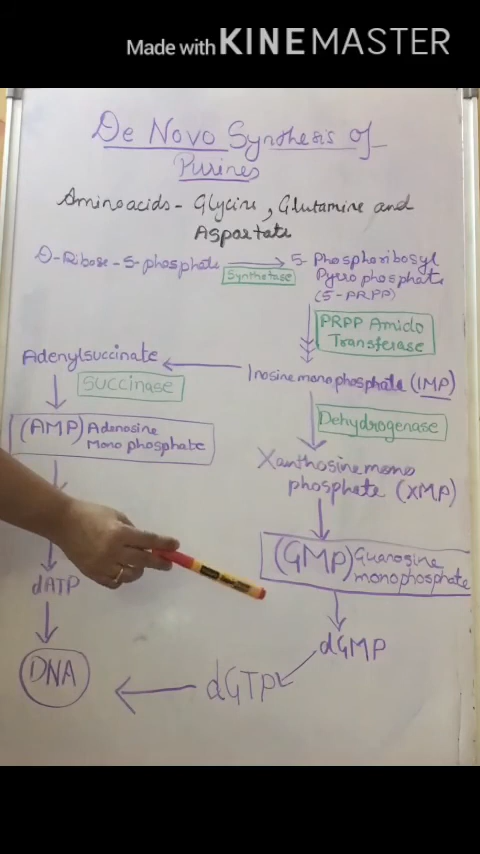 Made with KINEMASTER
De Novo Synthesis of
Purines
Aminoacids - Glycine, Glutamine and
Aspartate
D-Ribose-5-phosphate
Synthetase
5-Phosphoribosyl
Pyrrophosphate
(5-PRPP)
PRPP Amido
Transferase
Adenylsuccinate
Succinase
Inosine monophosphate (IMP)
Dehydrogenase
(AMP) Adenosine
Mono phosphate
Xanthosine mono
phosphate (XMP)
(GMP) Guanosine
monophosphate
dATP
dGMP
DNA
dGTP